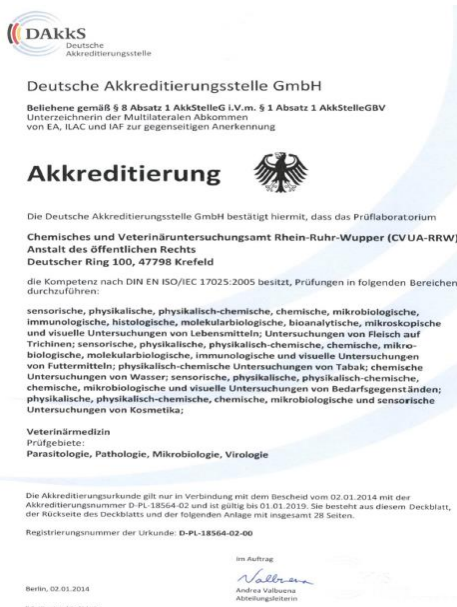 DAkkS
Deutsche
Akkreditierungsstelle
Deutsche Akkreditierungsstelle GmbH
Beliehene gemäß § 8 Absatz 1 AkkStelleG i.V.m. § 1 Absatz 1 AkkStelleGBV
Unterzeichnerin der Multilateralen Abkommen
von EA, ILAC und IAF zur gegenseitigen Anerkennung
Akkreditierung
Die Deutsche Akkreditierungsstelle GmbH bestätigt hiermit, dass das Prüflaboratorium
Chemisches und Veterinäruntersuchungsamt Rhein-Ruhr-Wupper (CVUA-RRW)
Anstalt des öffentlichen Rechts
Deutscher Ring 100, 47798 Krefeld
die Kompetenz nach DIN EN ISO/IEC 17025:2005 besitzt, Prüfungen in folgenden Bereichen
durchzuführen:
sensorische, physikalische, physikalisch-chemische, chemische, mikrobiologische,
immunologische, histologische, molekularbiologische, bioanalytische, mikroskopische
und visuelle Untersuchungen von Lebensmitteln; Untersuchungen von Fleisch auf
Trichinen; sensorische, physikalische, physikalisch-chemische, chemische, mikro-
biologische, molekularbiologische, immunologische und visuelle Untersuchungen
von Futtermitteln; physikalisch-chemische Untersuchungen von Tabak; chemische
Untersuchungen von Wasser; sensorische, physikalische, physikalisch-chemische,
chemische, mikrobiologische und visuelle Untersuchungen von Bedarfsgegenständen;
physikalische, physikalisch-chemische, chemische, mikrobiologische und sensorische
Untersuchungen von Kosmetika;
Veterinärmedizin
Prüfgebiete:
Parasitologie, Pathologie, Mikrobiologie, Virologie
Die Akkreditierungsurkunde gilt nur in Verbindung mit dem Bescheid vom 02.01.2014 mit der
Akkreditierungsnummer D-PL-18564-02 und ist gültig bis 01.01.2019. Sie besteht aus diesem Deckblatt,
der Rückseite des Deckblatts und der folgenden Anlage mit insgesamt 28 Seiten.
Registrierungsnummer der Urkunde: D-PL-18564-02-00
Im Auftrag
Valbuena
Berlin, 02.01.2014
Andrea Valbuena
Abteilungsleiterin